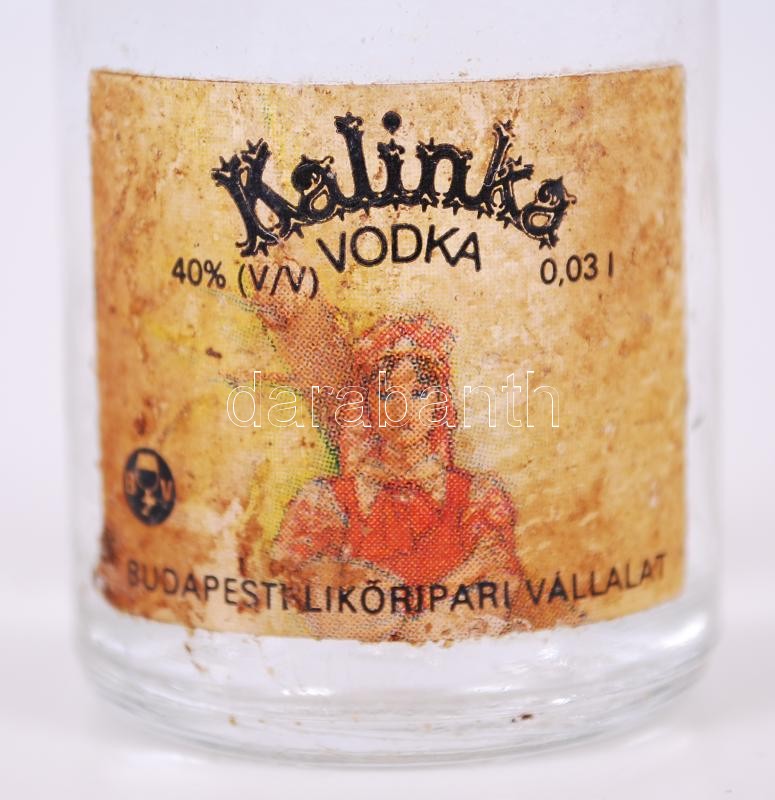 Kalinka
VODKA
40% (V/V) 0,03 l
darabanth
B V
BUDAPESTI LIKŐRIPARI VÁLLALAT